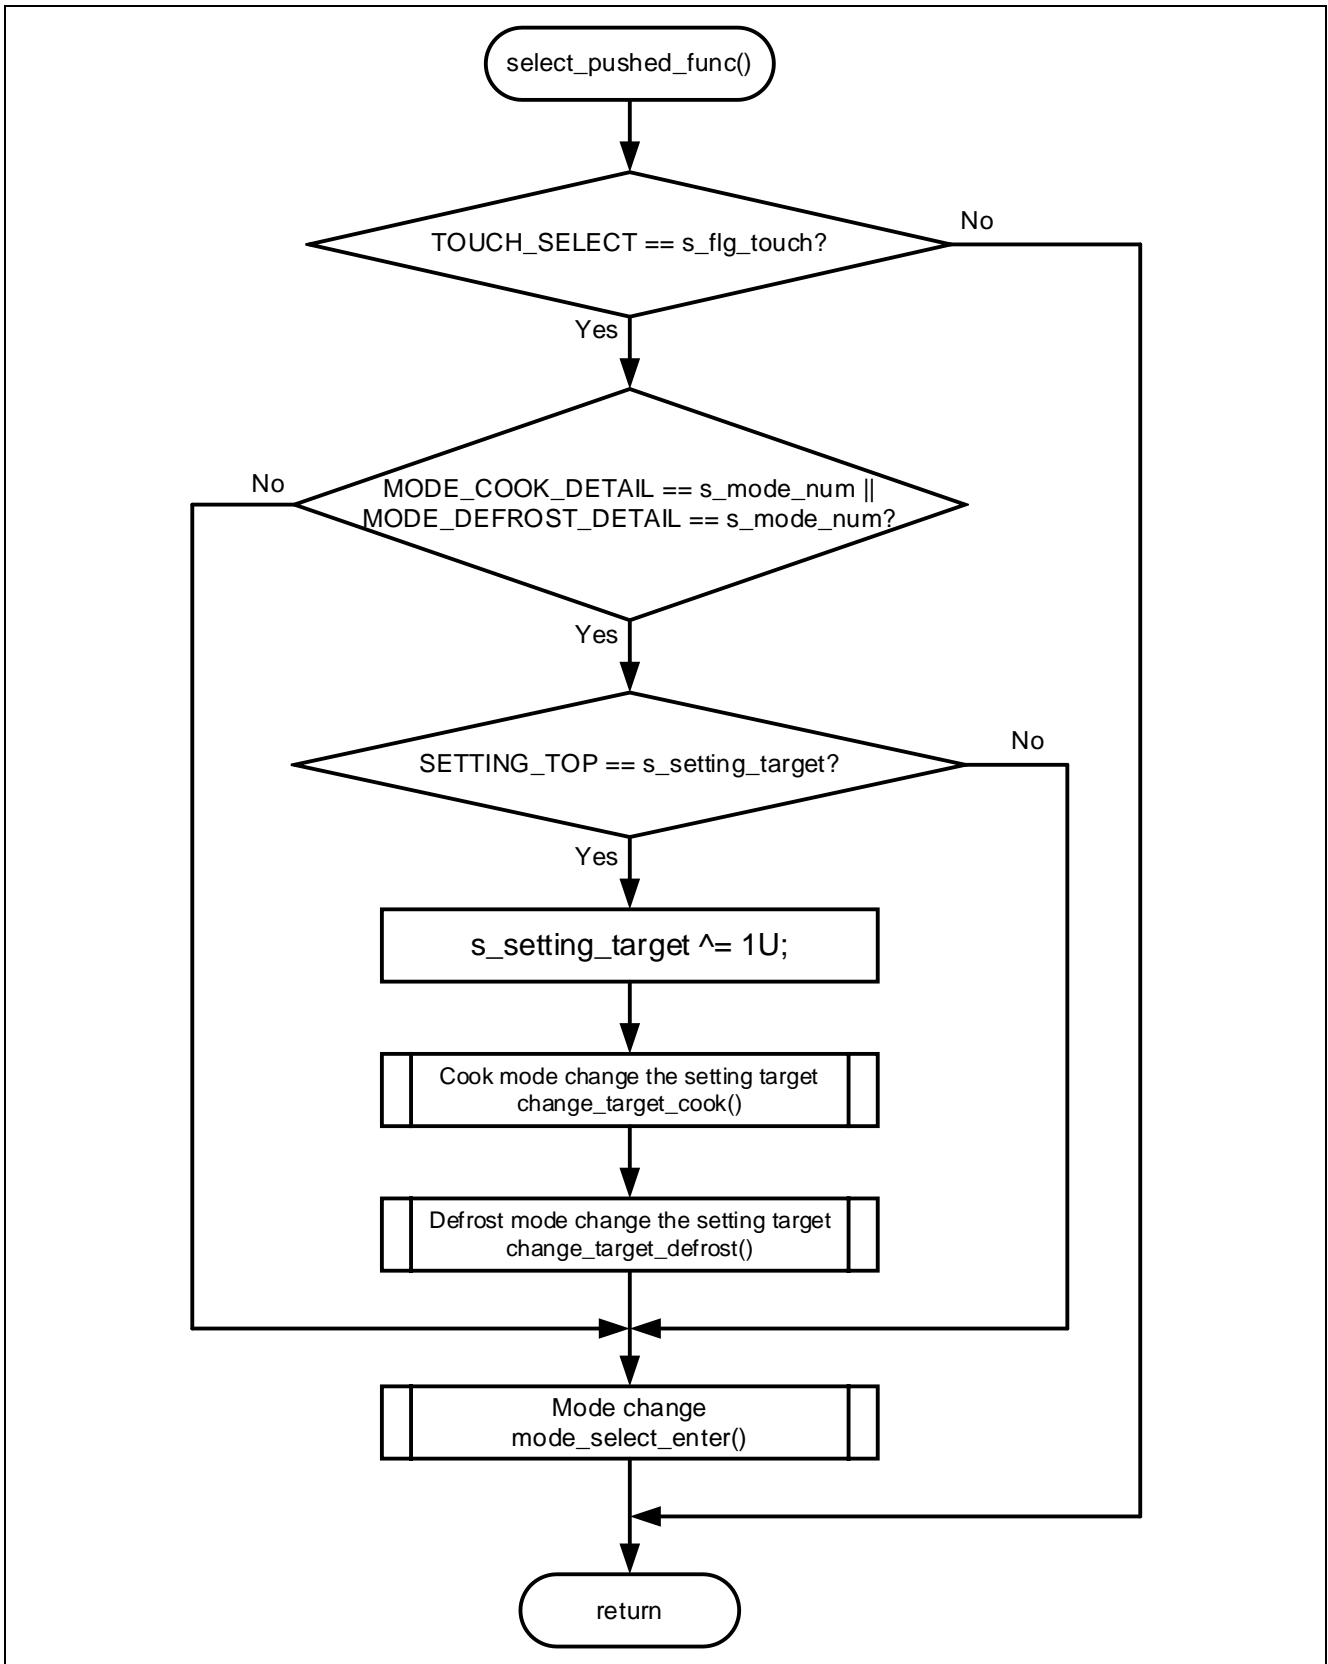 select_pushed_func()
No
TOUCH_SELECT == s_flg_touch?
Yes
No
MODE_COOK_DETAIL == s_mode_num ||
MODE_DEFROST_DETAIL == s_mode_num?
Yes
No
SETTING_TOP == s_setting_target?
Yes
s_setting_target ^= 1U;
Cook mode change the setting target
change_target_cook()
Defrost mode change the setting target
change_target_defrost()
Mode change
mode_select_enter()
return